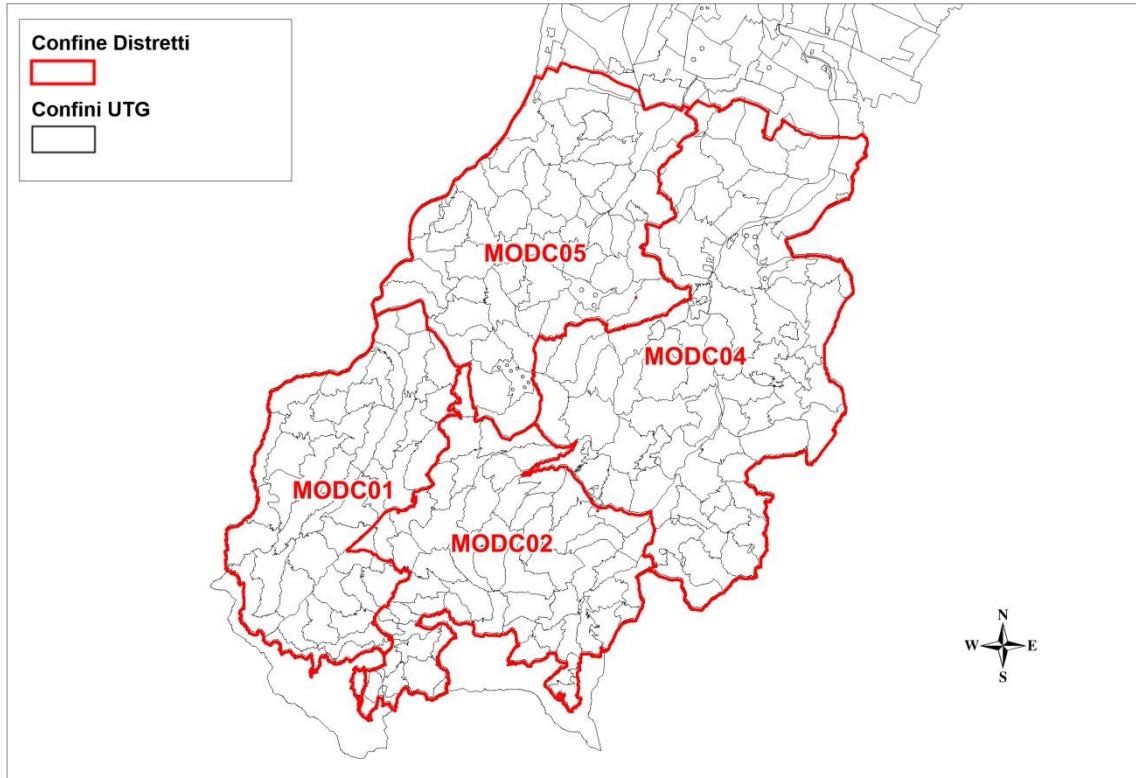 Confine Distretti
Confini UTG
MODC05
MODC04
MODC01
MODC02
N
W E
S